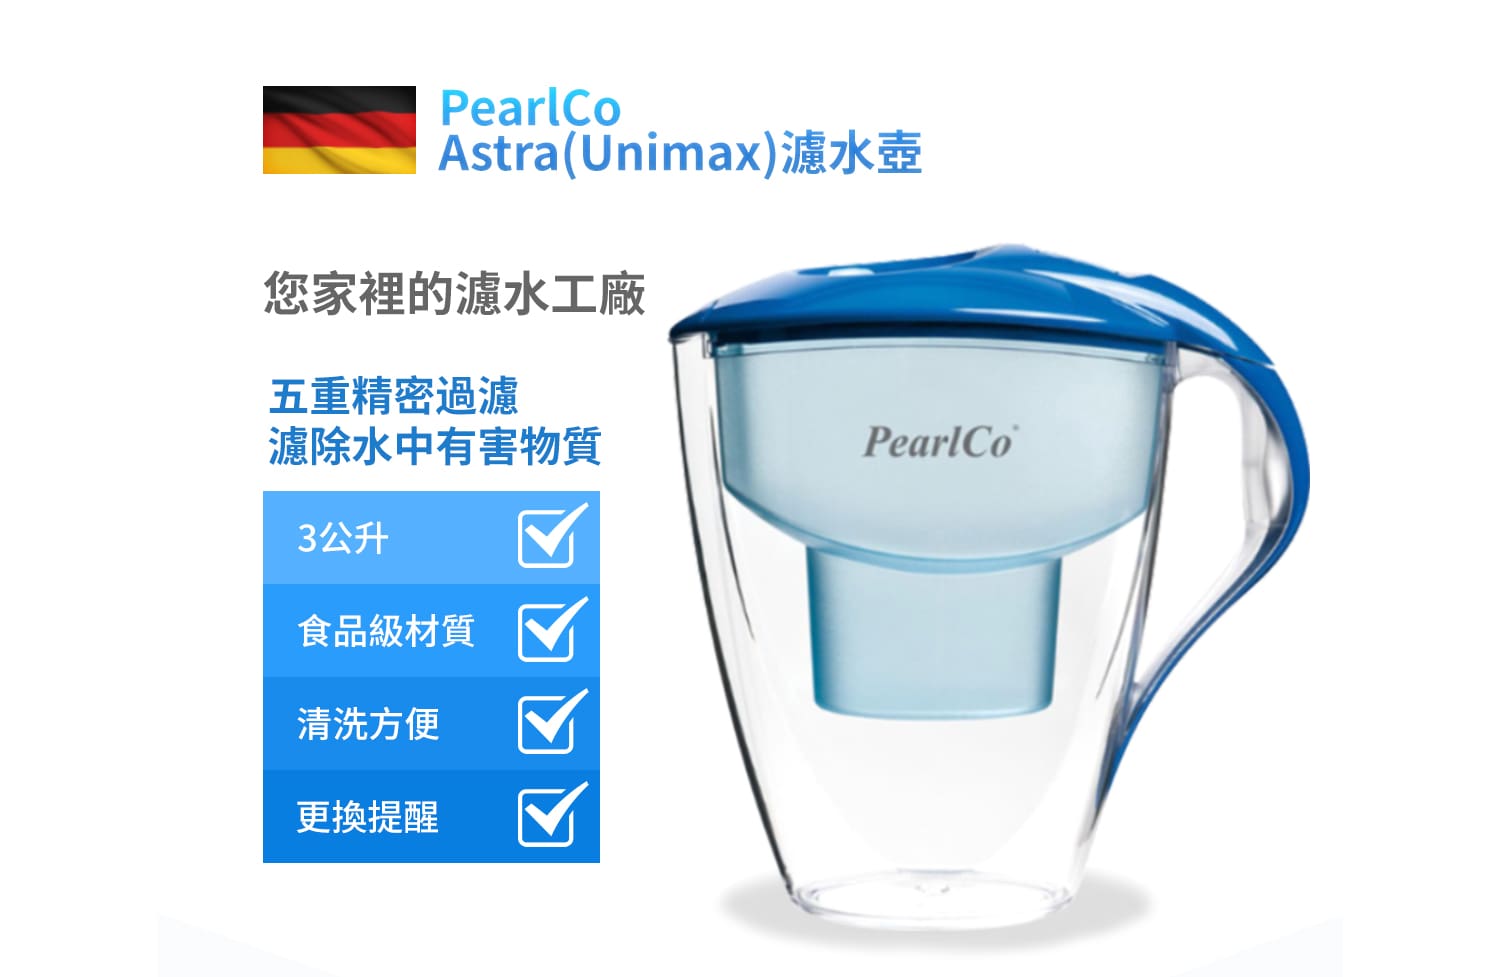 PearlCo
Astra(Unimax)濾水壺
您家裡的濾水工廠
五重精密過濾
濾除水中有害物質
3公升
食品級材質
清洗方便
更換提醒
PearlCo